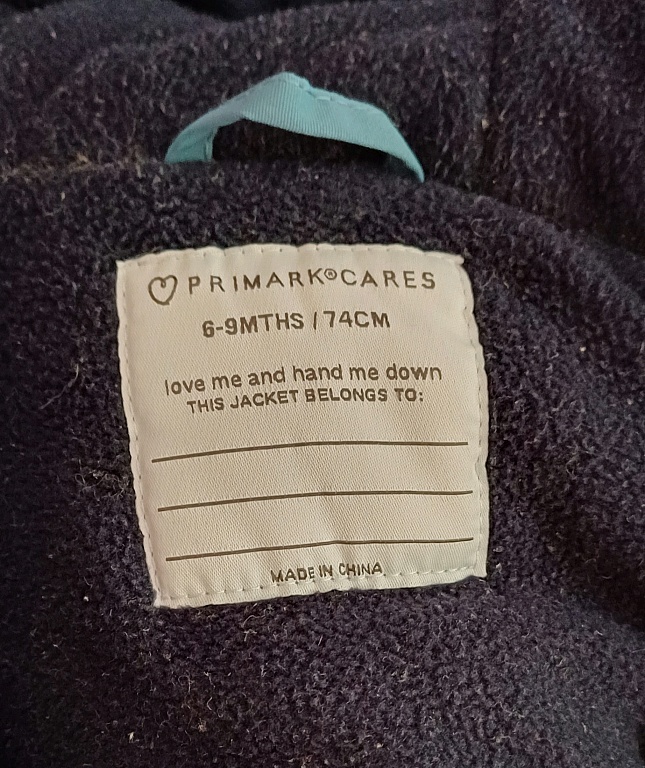 PRIMARK®CARES
6-9MTHS / 74CM
love me and hand me down
THIS JACKET BELONGS TO:
MADE IN CHINA